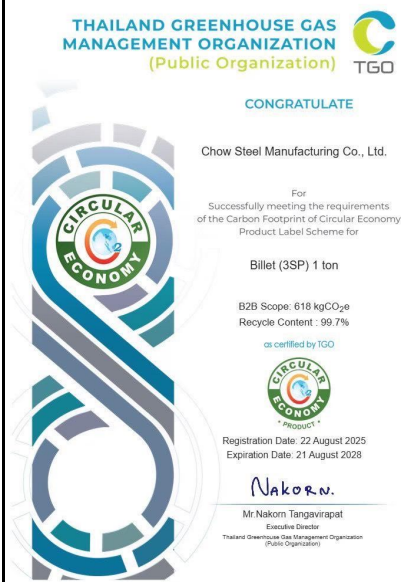 THAILAND GREENHOUSE GAS
MANAGEMENT ORGANIZATION
(Public Organization)
TGO
CONGRATULATE
Chow Steel Manufacturing Co., Ltd.
For
Successfully meeting the requirements
of the Carbon Footprint of Circular Economy
Product Label Scheme for
CIRCULAR
2
ECONOMY
Billet (3SP) 1 ton
B2B Scope: 618 kgCO₂e
Recycle Content : 99.7%
as certified by TGO
CIRCULAR
2
ECONOMY
• PRODUCT •
Registration Date: 22 August 2025
Expiration Date: 21 August 2028
NAKORN.
Mr.Nakorn Tangavirapat
Executive Director
Thailand Greenhouse Gas Management Organization
(Public Organization)